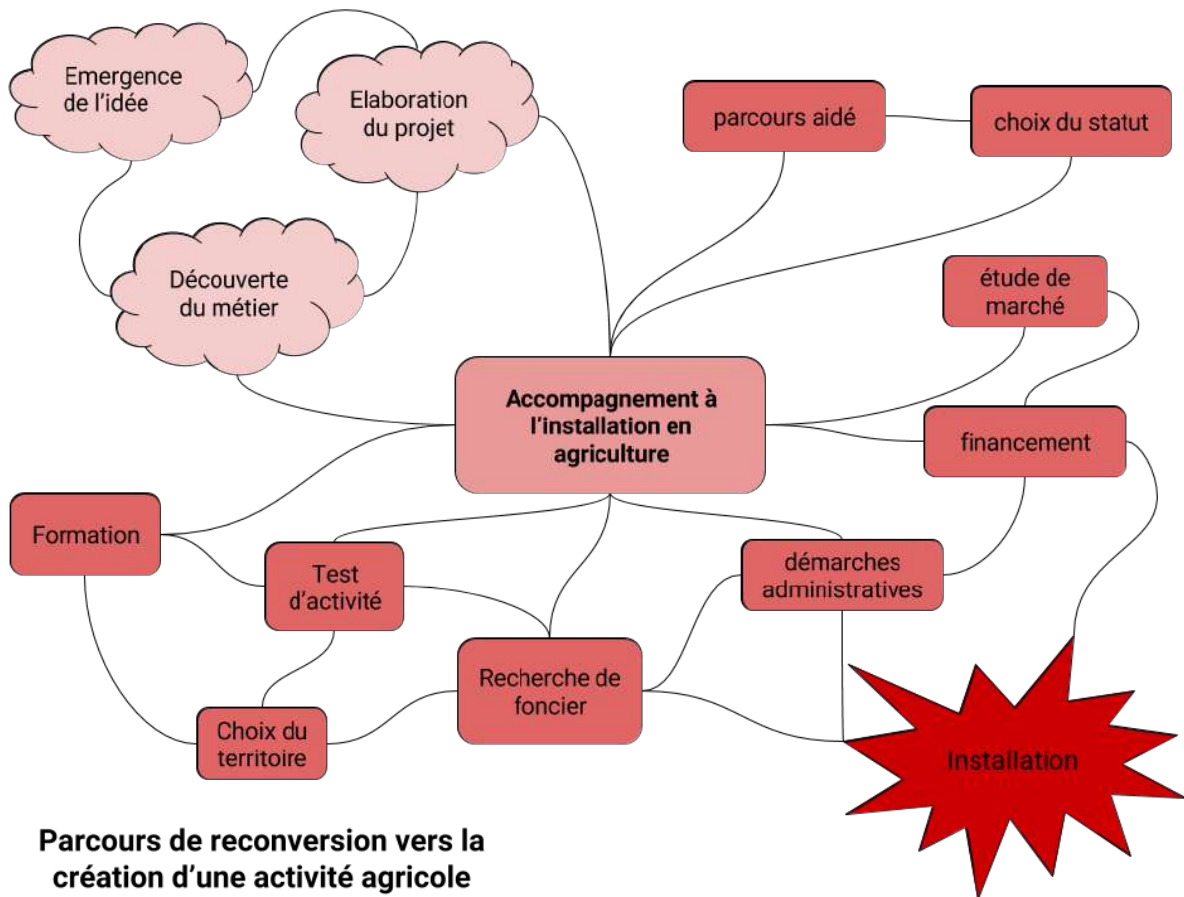 Emergence
de l'idée
Elaboration
du projet
parcours aidé
choix du statut
Découverte
du métier
étude de
marché
Accompagnement à
l'installation en
agriculture
financement
Formation
Test
d'activité
démarches
administratives
Recherche de
foncier
Choix du
territoire
Installation
Parcours de reconversion vers la
création d'une activité agricole